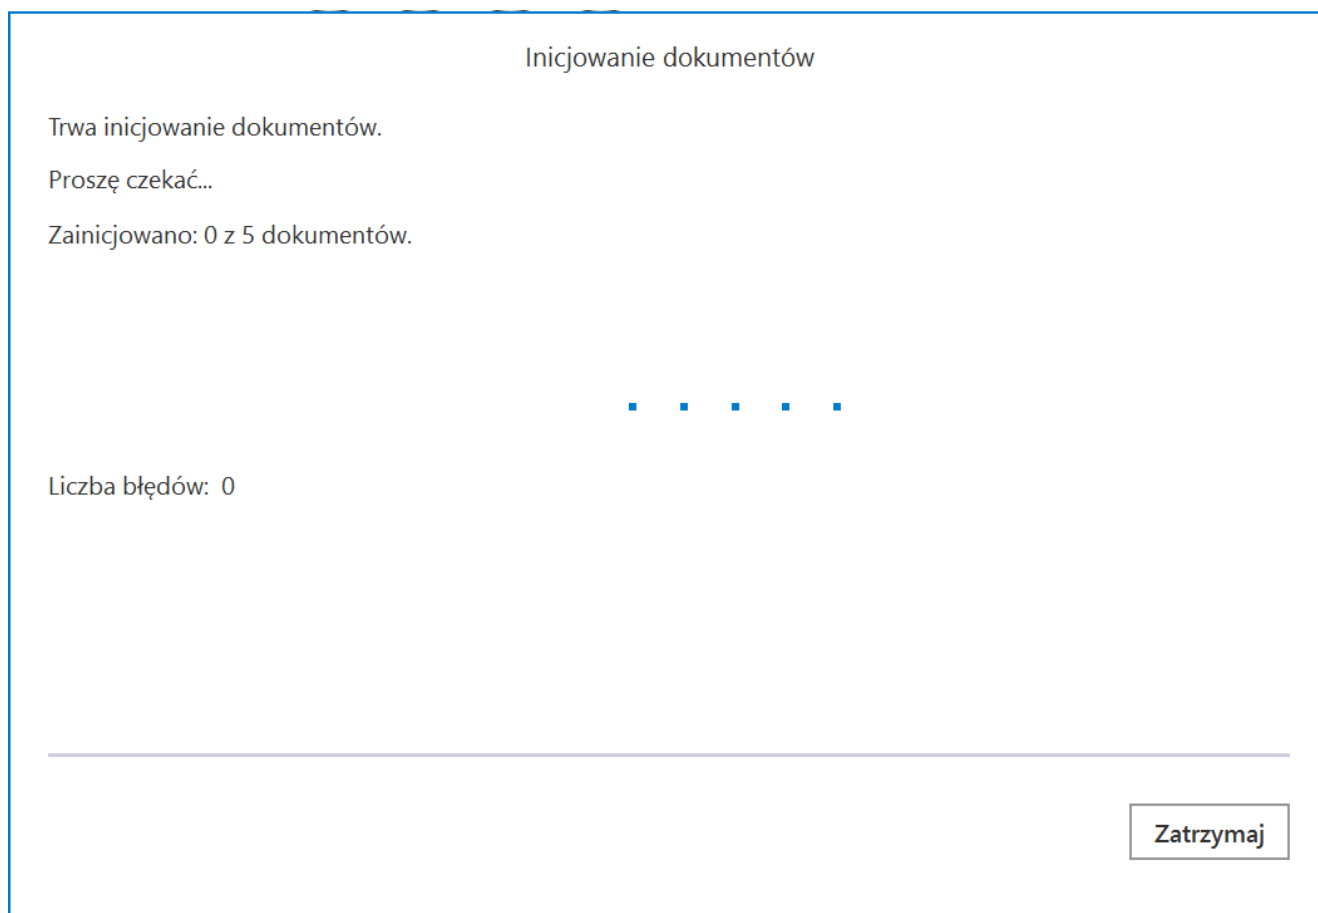 Inicjowanie dokumentów
Trwa inicjowanie dokumentów.
Proszę czekać...
Zainicjowano: 0 z 5 dokumentów.
Liczba błędów: 0
Zatrzymaj